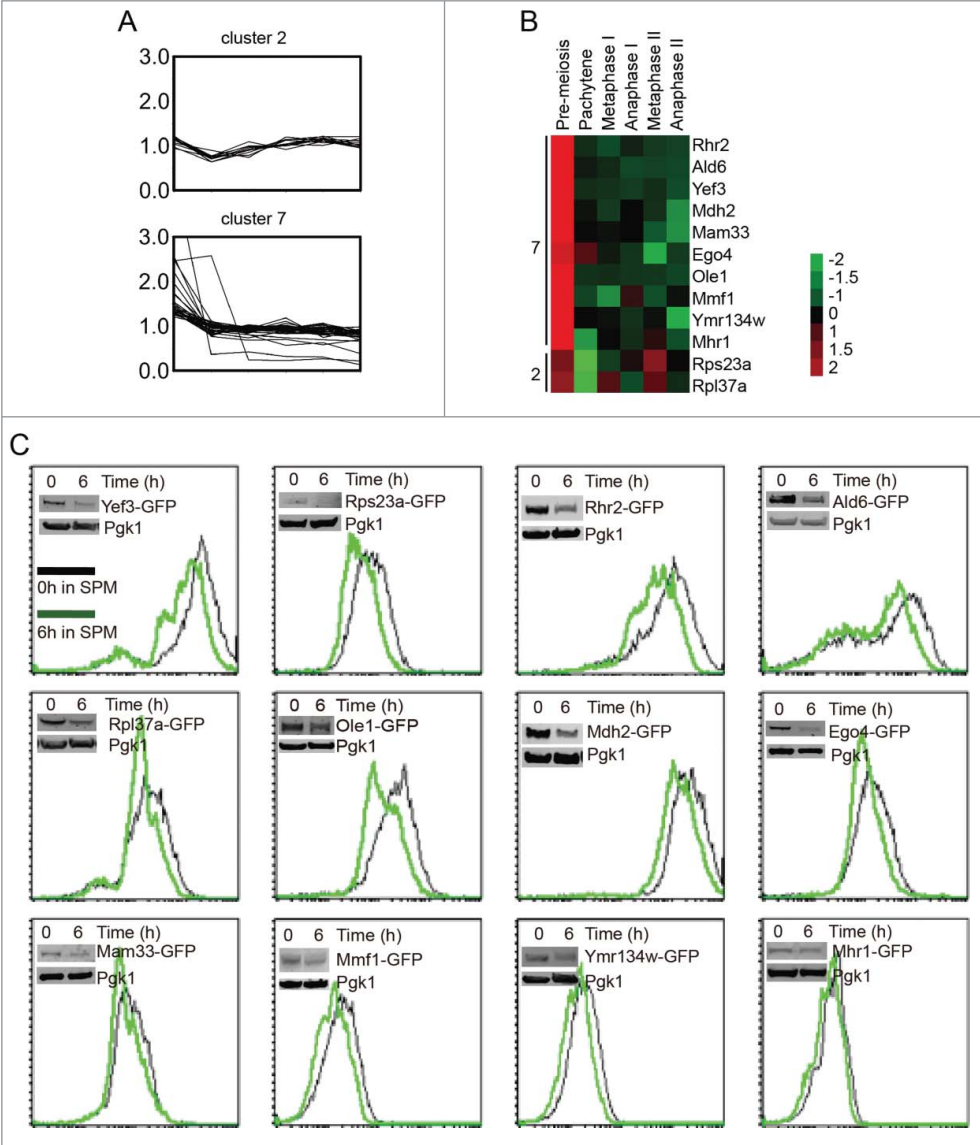 A
cluster 2
3.0
2.0
1.0
0.0
cluster 7
3.0
2.0
1.0
0.0
B
Pre-meiosis
Pachytene
Metaphase I
Anaphase I
Metaphase II
Anaphase II
7
2
Rhr2
Ald6
Yef3
Mdh2
Mam33
Ego4
Ole1
Mmf1
Ymr134w
Mhr1
Rps23a
Rpl37a
-2
-1.5
-1
0
1
1.5
2
C
0 6 Time (h)
Yef3-GFP
Pgk1
0h in SPM
6h in SPM
0 6 Time (h)
Rps23a-GFP
Pgk1
0 6 Time (h)
Rhr2-GFP
Pgk1
0 6 Time (h)
Ald6-GFP
Pgk1
0 6 Time (h)
Rpl37a-GFP
Pgk1
0 6 Time (h)
Ole1-GFP
Pgk1
0 6 Time (h)
Mdh2-GFP
Pgk1
0 6 Time (h)
Ego4-GFP
Pgk1
0 6 Time (h)
Mam33-GFP
Pgk1
0 6 Time (h)
Mmf1-GFP
Pgk1
0 6 Time (h)
Ymr134w-GFP
Pgk1
0 6 Time (h)
Mhr1-GFP
Pgk1